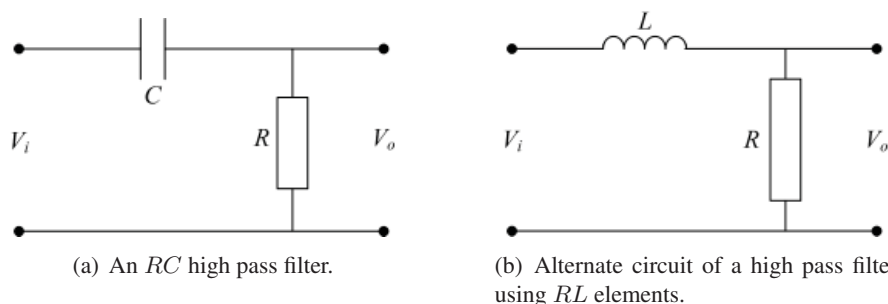 C
R
V_i
V_o
(a) An RC high pass filter.
L
R
V_i
V_o
(b) Alternate circuit of a high pass filte
using RL elements.